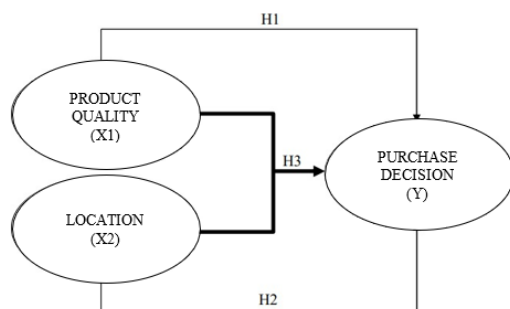 H1
PRODUCT
QUALITY
(X1)
H3
PURCHASE
DECISION
(Y)
LOCATION
(X2)
H2